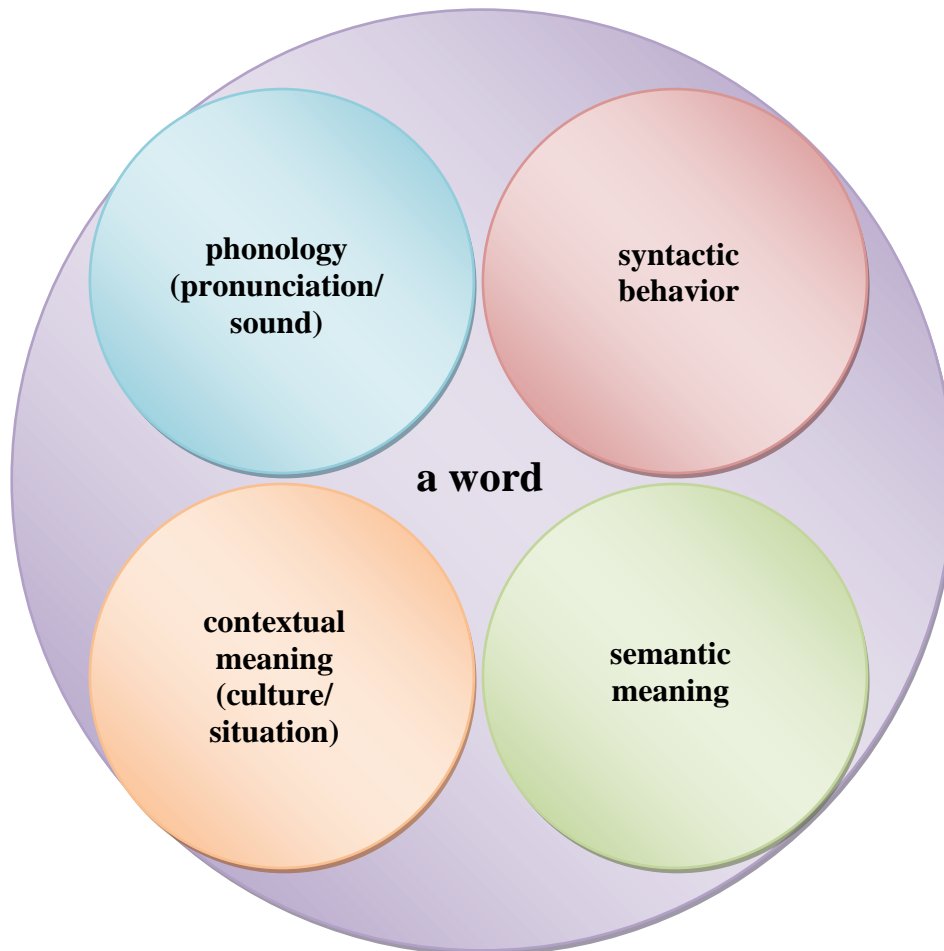 phonology
(pronunciation/
sound)
syntactic
behavior
a word
contextual
meaning
(culture/
situation)
semantic
meaning